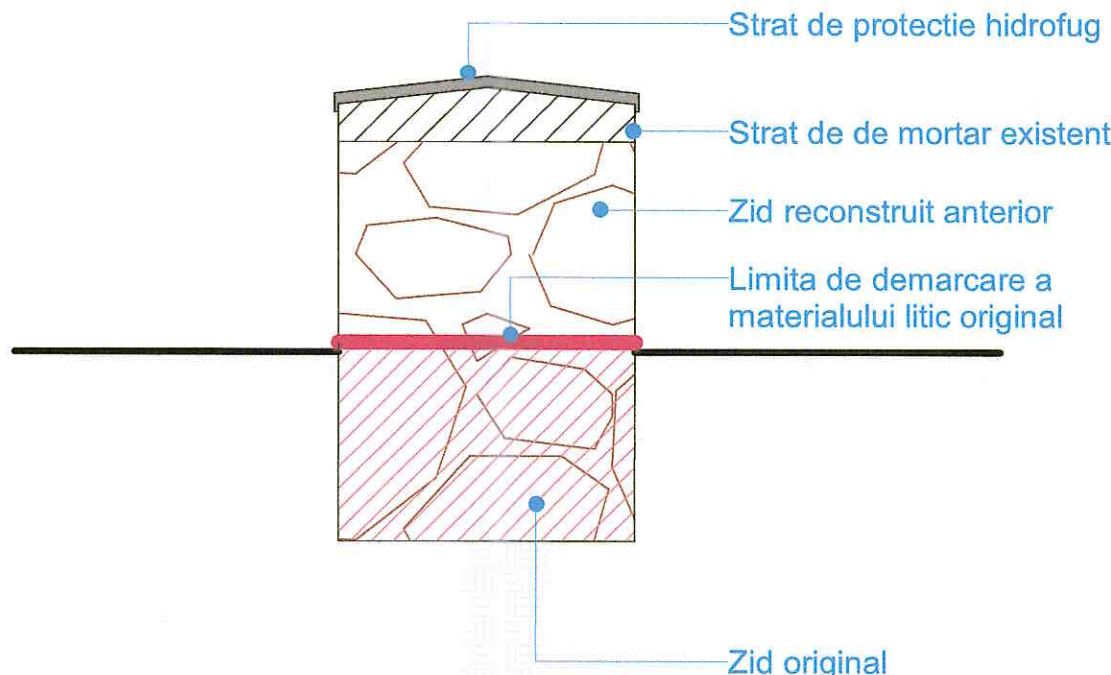 Strat de protectie hidrofug
Strat de de mortar existent
Zid reconstruit anterior
Limita de demarcare a
materialului litic original
Zid original